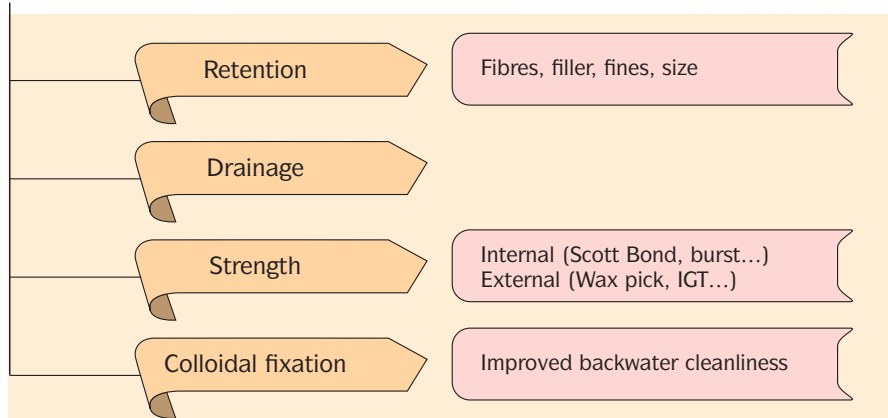 Retention
Fibres, filler, fines, size
Drainage
Strength
Internal (Scott Bond, burst…)
External (Wax pick, IGT…)
Colloidal fixation
Improved backwater cleanliness